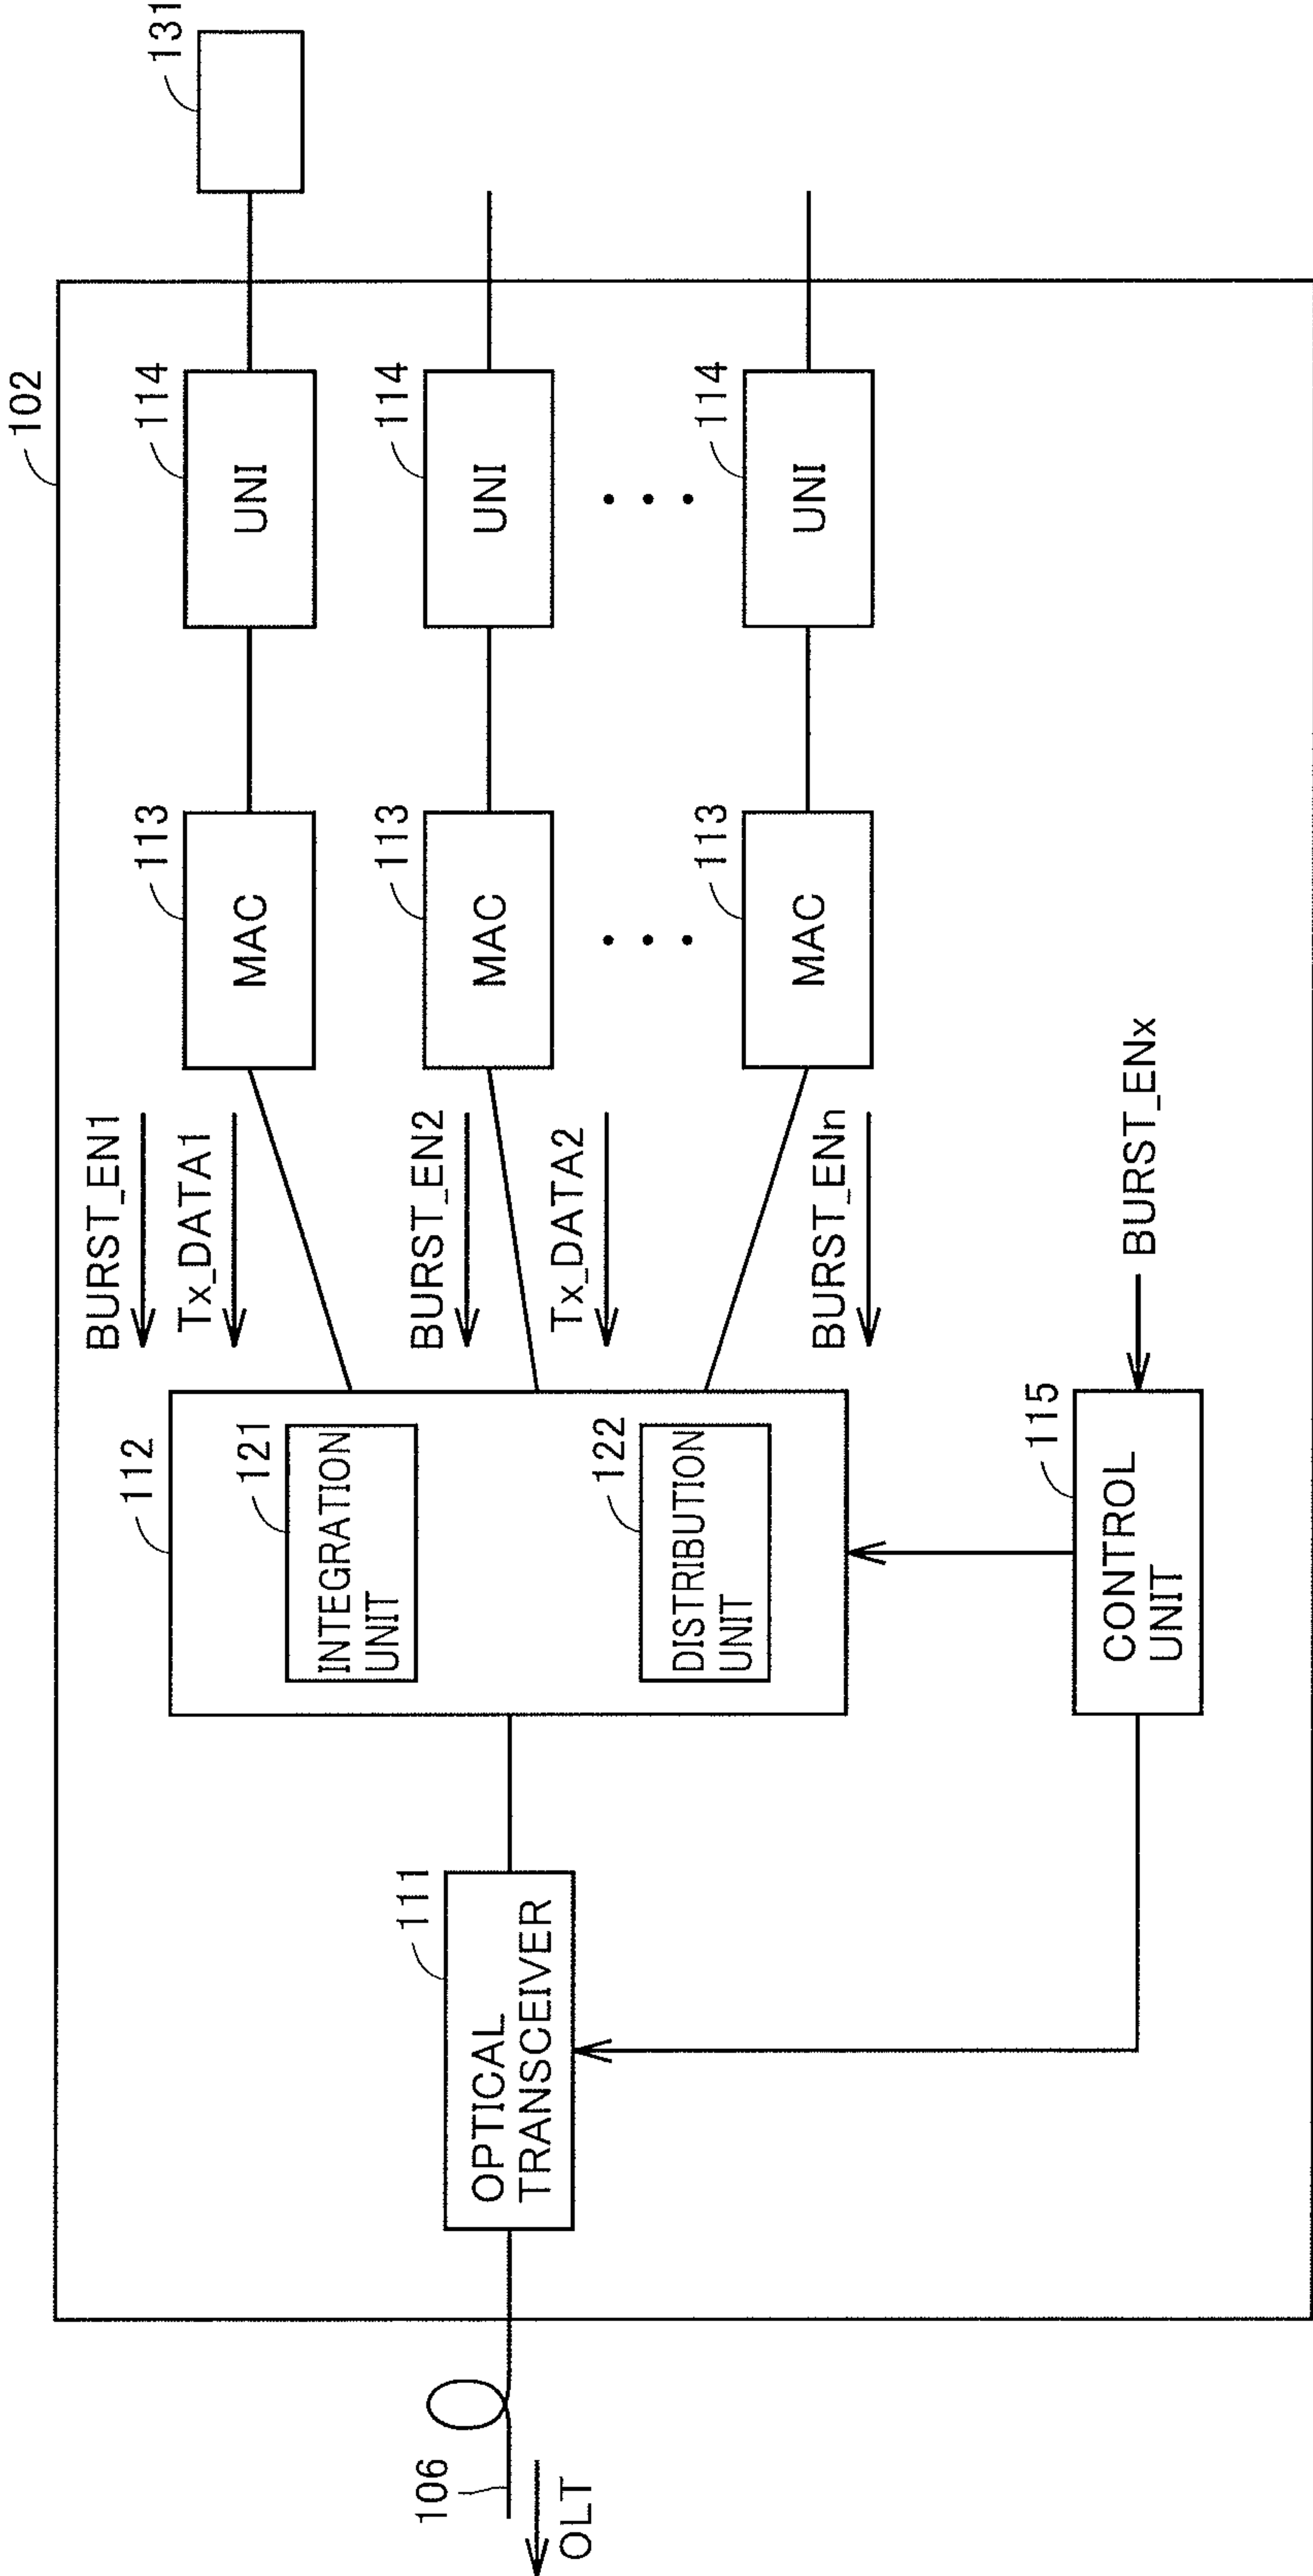 102
131
114
114
114
UNI
UNI
UNI
113
113
113
MAC
MAC
MAC
BURST_EN1
Tx_DATA1
BURST_EN2
Tx_DATA2
BURST_ENn
BURST_ENx
112
121
INTEGRATION
UNIT
122
DISTRIBUTION
UNIT
115
CONTROL
UNIT
111
OPTICAL
TRANSCEIVER
106
OLT